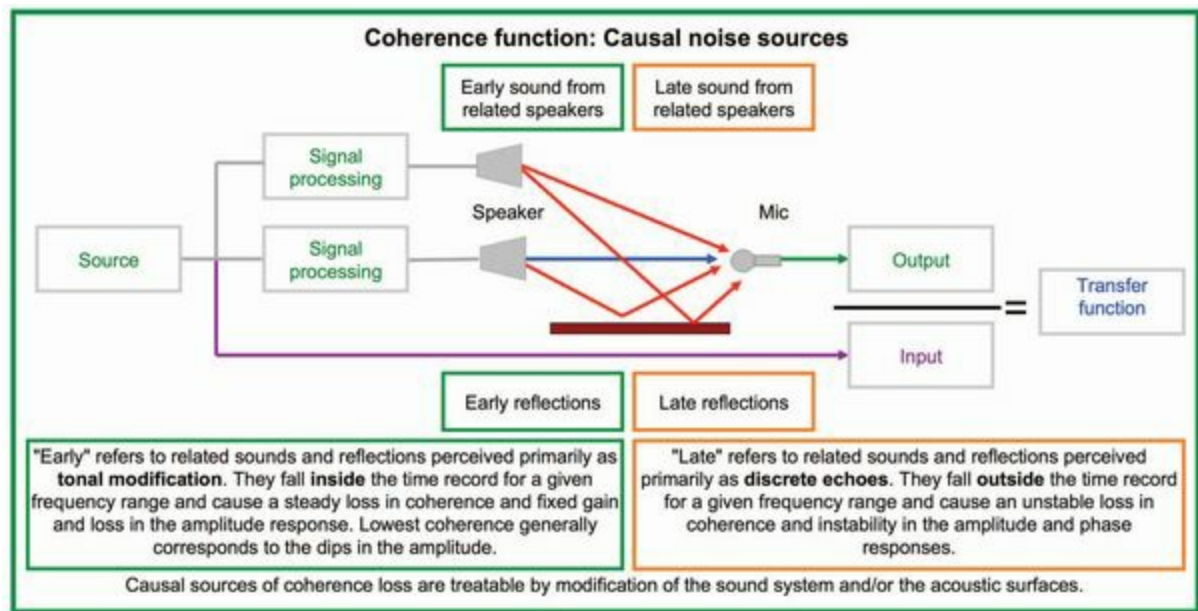 Coherence function: Causal noise sources
Early sound from
related speakers
Late sound from
related speakers
Signal
processing
Speaker
Mic
Source
Signal
processing
Output
=
Transfer
function
Input
Early reflections
Late reflections
"Early" refers to related sounds and reflections perceived primarily as
tonal modification. They fall inside the time record for a given
frequency range and cause a steady loss in coherence and fixed gain
and loss in the amplitude response. Lowest coherence generally
corresponds to the dips in the amplitude.
"Late" refers to related sounds and reflections perceived
primarily as discrete echoes. They fall outside the time record
for a given frequency range and cause an unstable loss in
coherence and instability in the amplitude and phase
responses.
Causal sources of coherence loss are treatable by modification of the sound system and/or the acoustic surfaces.